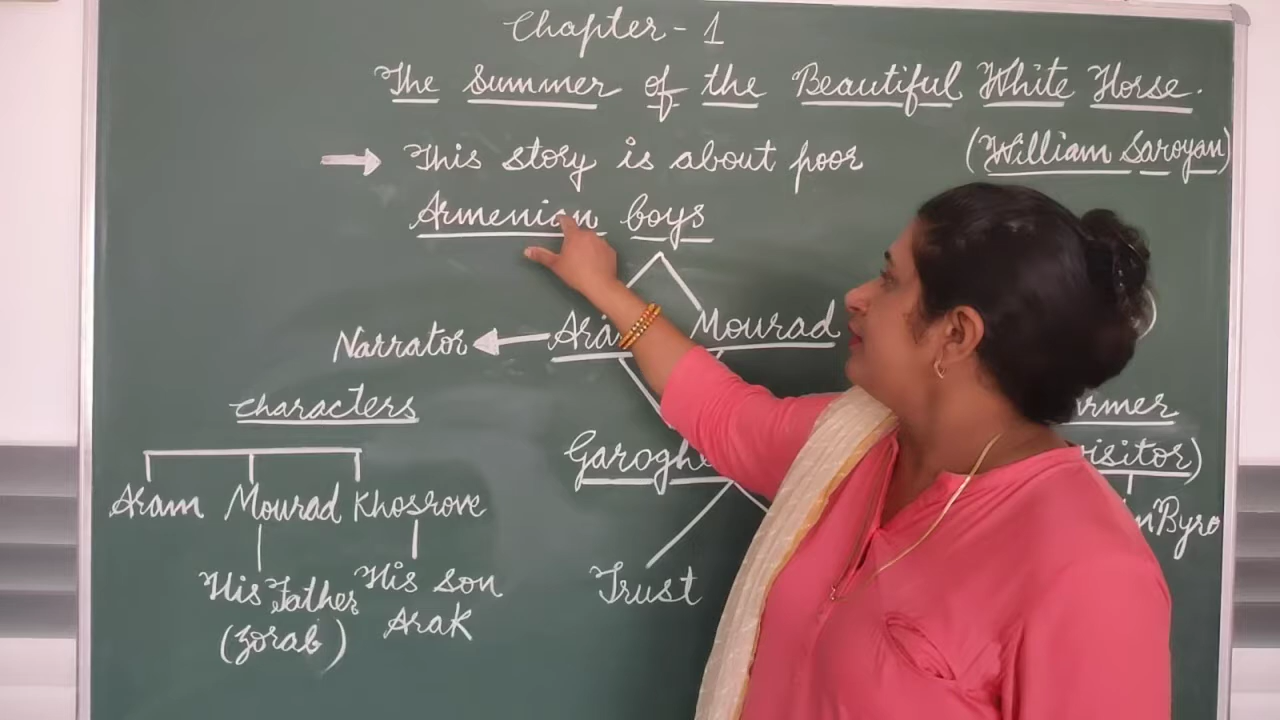 Chapter - 1
The Summer of the Beautiful White Horse.
(William Saroyan)
→ This story is about poor
Armenian boys
Mourad
Narrator
Characters
Aram Mourad Khosrove
His Father
(Zorab)
His son
Arak
Trust